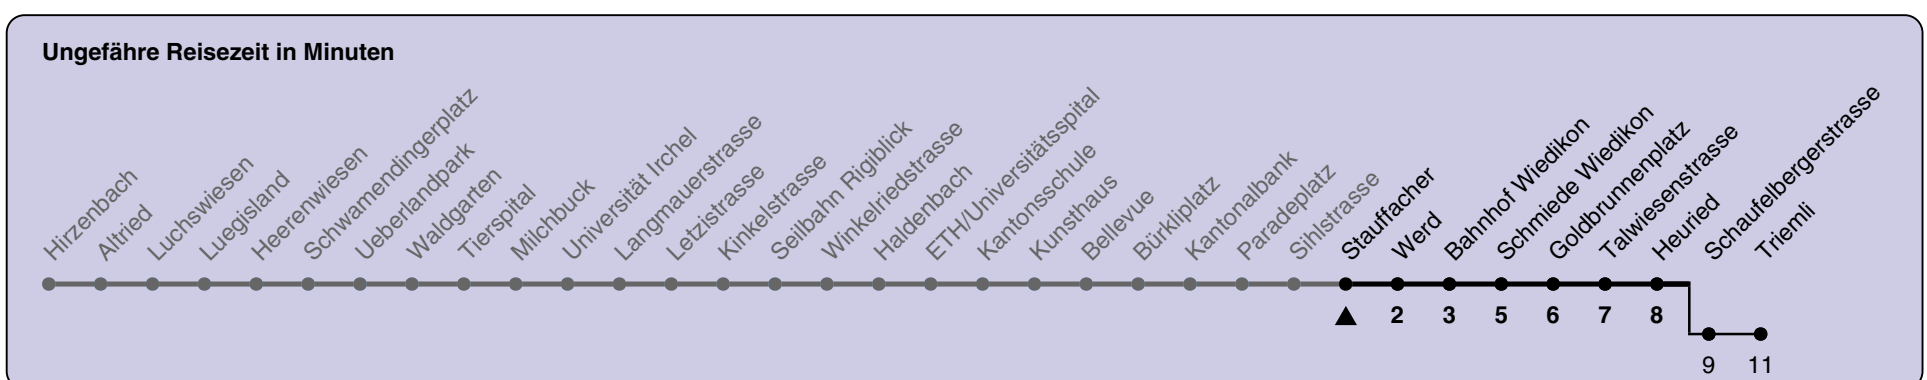 Ungefähre Reisezeit in Minuten
Hirzenbach
Altried
Luchswiesen
Luegisland
Heerenwiesen
Schwamendingerplatz
Ueberlandpark
Waldgarten
Tierspital
Milchbuck
Universität Irchel
Langmauerstrasse
Letzistrasse
Kinkelstrasse
Seilbahn Rigiblick
Winkelriedstrasse
Haldenbach
ETH/Universitätsspital
Kantonsschule
Kunsthaus
Bellevue
Bürkliplatz
Kantonalbank
Paradeplatz
Sihlstrasse
Stauffacher
Werd
Bahnhof Wiedikon
Schmiede Wiedikon
Goldbrunnenplatz
Talwiesenstrasse
Heuried
Schaufelbergerstrasse
Triemli
2 3 5 6 7 8
9 11